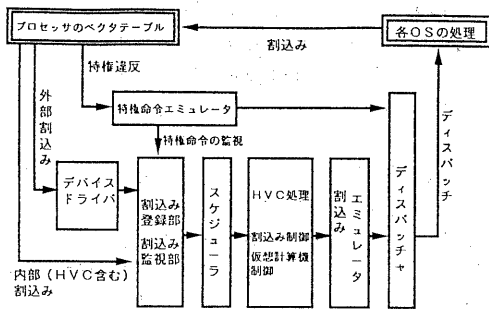 プロセッサのベクタテーブル
各OSの処理
割込み
特権違反
外部割込み
特権命令エミュレータ
特権命令の監視
デバイス
ドライバ
割込み
登録部
割込み
監視部
スケジューラ
HVC処理
割込み制御
仮想計算機
制御
割込み
エミュレータ
ディスパッチャ
ディスパッチ
内部(HVC含む)
割込み